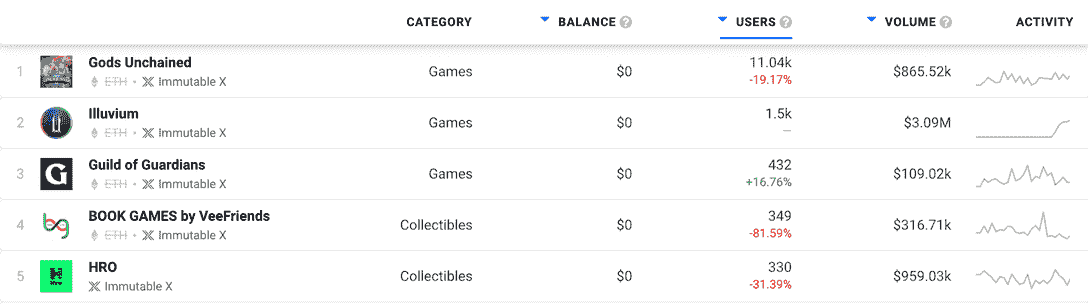 CATEGORY BALANCE ? USERS ? VOLUME ? ACTIVITY
1 Gods Unchained Games $0 11.04k $865.52k
ETH • Immutable X -19.17%
2 Illuvium Games $0 1.5k $3.09M
ETH • Immutable X —
3 G Guild of Guardians Games $0 432 $109.02k
ETH • Immutable X +16.76%
4 bg BOOK GAMES by VeeFriends Collectibles $0 349 $316.71k
ETH • Immutable X -81.59%
5 HRO Collectibles $0 330 $959.03k
Immutable X -31.39%